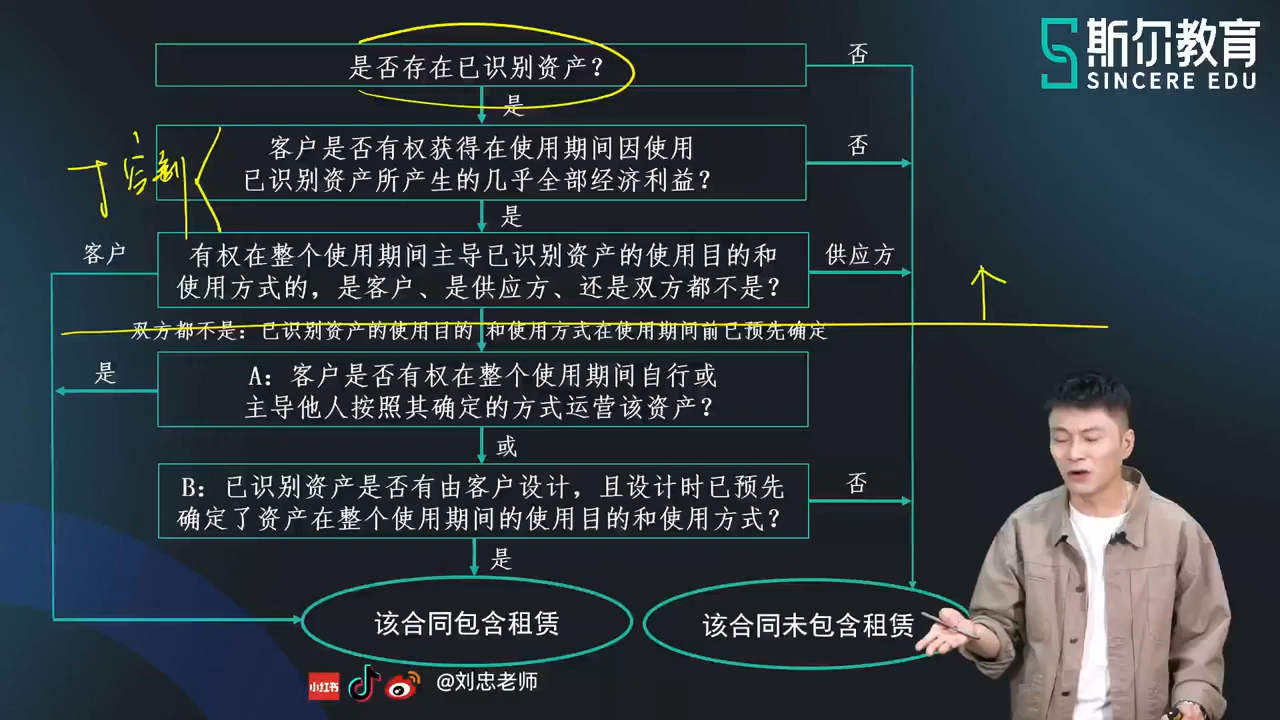 斯尔教育
SINCERE EDU
是否存在已识别资产？
否
是
客户是否有权获得在使用期间因使用
已识别资产所产生的几乎全部经济利益？
否
控制
是
客户
有权在整个使用期间主导已识别资产的使用目的和
使用方式的，是客户、是供应方、还是双方都不是？
供应方
双方都不是：已识别资产的使用目的 和使用方式在使用期间前已预先确定
是
A：客户是否有权在整个使用期间自行或
主导他人按照其确定的方式运营该资产？
或
B：已识别资产是否有由客户设计，且设计时已预先
确定了资产在整个使用期间的使用目的和使用方式？
否
是
该合同包含租赁
该合同未包含租赁
小红书
@刘忠老师